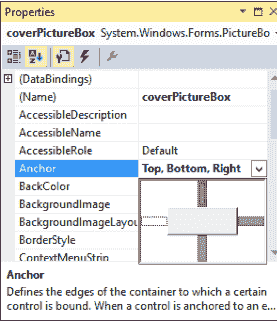 Properties
coverPictureBox System.Windows.Forms.PictureBo
(DataBindings)
(Name) coverPictureBox
AccessibleDescription
AccessibleName
AccessibleRole Default
Anchor Top, Bottom, Right
BackColor
BackgroundImage
BackgroundImageLayou
BorderStyle
ContextMenuStrip
Anchor
Defines the edges of the container to which a certain
control is bound. When a control is anchored to an e...